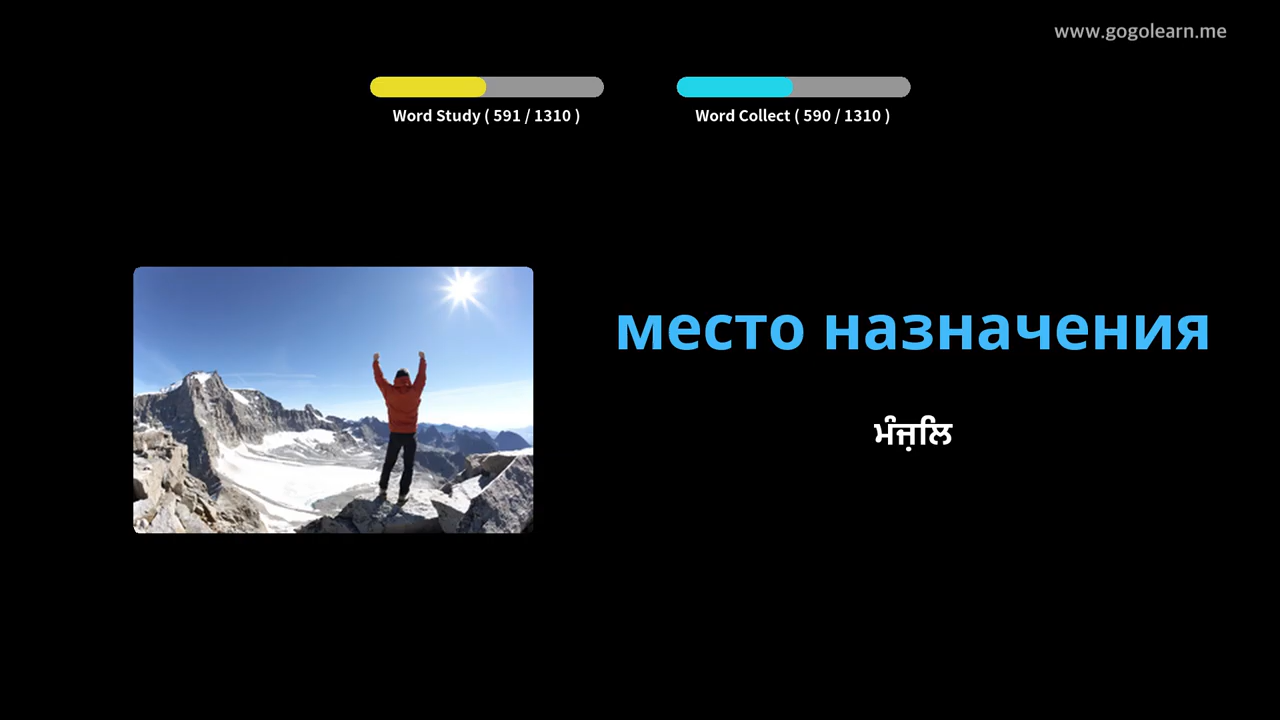 www.gogolearn.me
Word Study ( 591 / 1310 )
Word Collect ( 590 / 1310 )
место назначения
ਮੰਜ਼ਿਲ